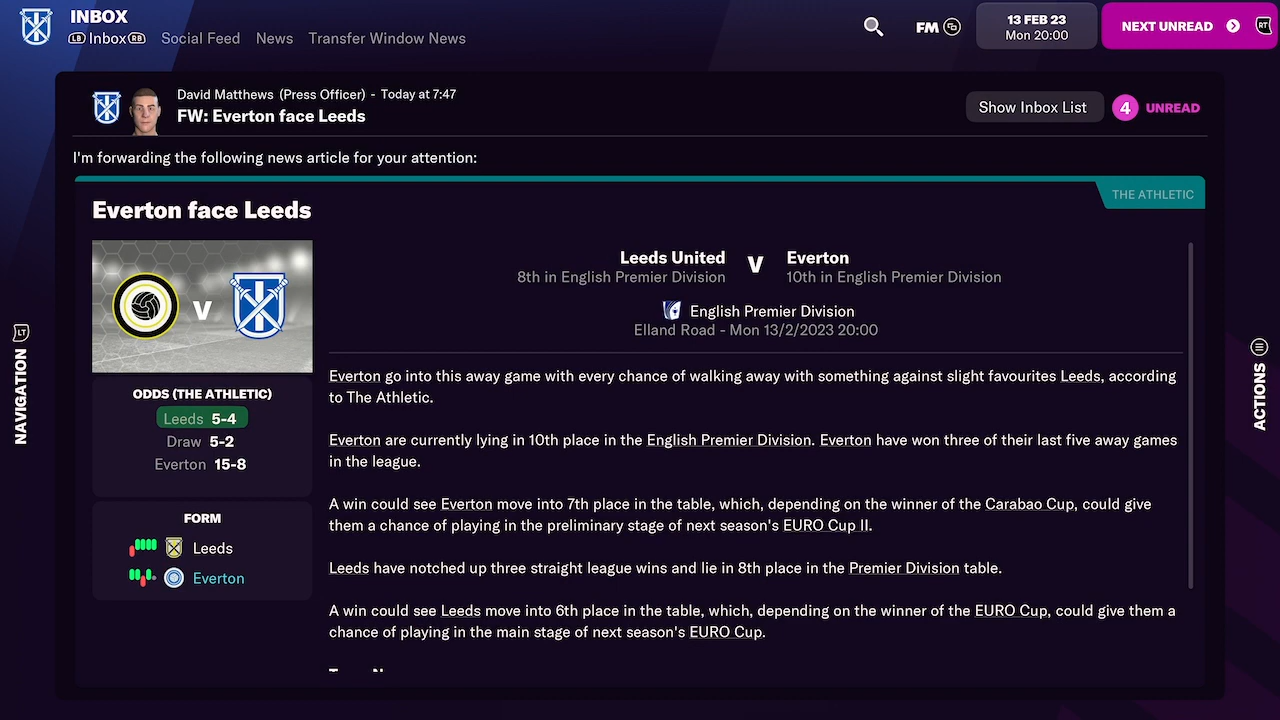 INBOX
LB Inbox RB Social Feed News Transfer Window News
FM
13 FEB 23
Mon 20:00
NEXT UNREAD
RT
David Matthews (Press Officer) - Today at 7:47
FW: Everton face Leeds
Show Inbox List
4 UNREAD
I'm forwarding the following news article for your attention:
THE ATHLETIC
Everton face Leeds
V
ODDS (THE ATHLETIC)
Leeds 5-4
Draw 5-2
Everton 15-8
FORM
Leeds
Everton
Leeds United V Everton
8th in English Premier Division 10th in English Premier Division
English Premier Division
Elland Road - Mon 13/2/2023 20:00
Everton go into this away game with every chance of walking away with something against slight favourites Leeds, according
to The Athletic.
Everton are currently lying in 10th place in the English Premier Division. Everton have won three of their last five away games
in the league.
A win could see Everton move into 7th place in the table, which, depending on the winner of the Carabao Cup, could give
them a chance of playing in the preliminary stage of next season's EURO Cup II.
Leeds have notched up three straight league wins and lie in 8th place in the Premier Division table.
A win could see Leeds move into 6th place in the table, which, depending on the winner of the EURO Cup, could give them a
chance of playing in the main stage of next season's EURO Cup.
NAVIGATION LT
ACTIONS